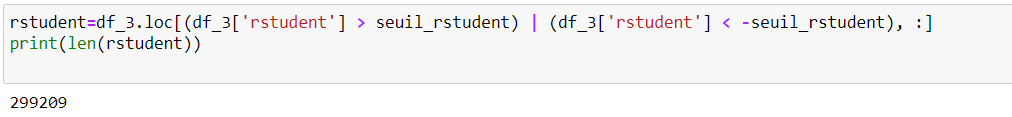 rstudent=df_3.loc[(df_3['rstudent'] > seuil_rstudent) | (df_3['rstudent'] < -seuil_rstudent), :]
print(len(rstudent))
299209